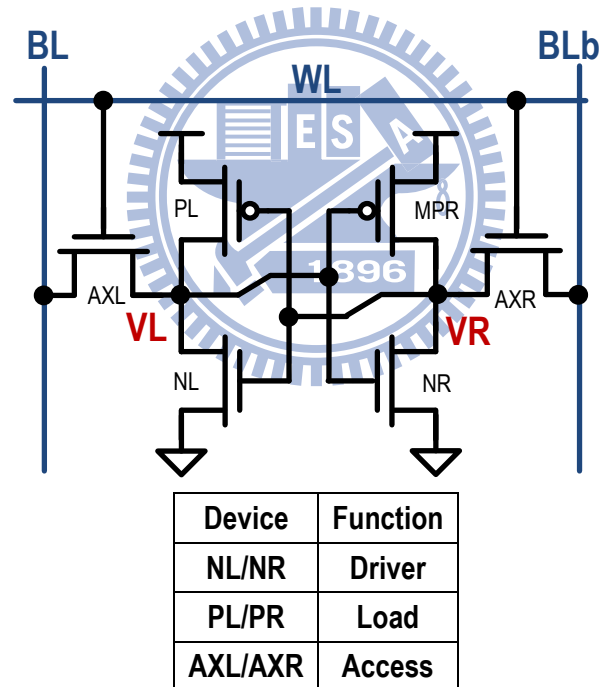 BL
BLb
WL
E S A
PL
MPR
1896
AXL
AXR
VL
VR
NL
NR
Device Function
NL/NR Driver
PL/PR Load
AXL/AXR Access